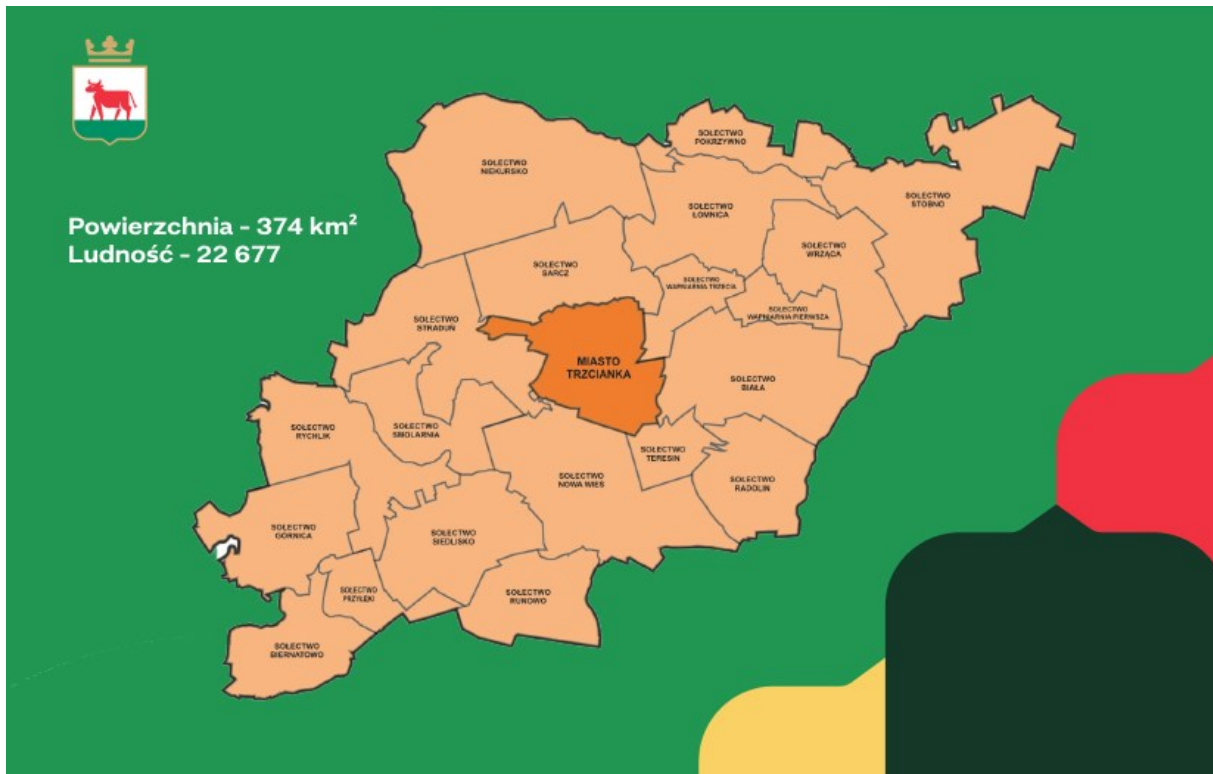 Powierzchnia - 374 km²
Ludność - 22 677
SOŁECTWO
NIEKURSKO
SOŁECTWO
POKRZYWNO
SOŁECTWO
STOBNO
SOŁECTWO
ŁOMNICA
SOŁECTWO
WRZĄCA
SOŁECTWO
SARCZ
SOŁECTWO
WAPNIARNIA TRZECIA
SOŁECTWO
WAPNIARNIA PIERWSZA
SOŁECTWO
STRADUŃ
MIASTO
TRZCIANKA
SOŁECTWO
BIAŁA
SOŁECTWO
RYCHLIK
SOŁECTWO
SMOLARNIA
SOŁECTWO
TERESIN
SOŁECTWO
NOWA WIEŚ
SOŁECTWO
RADOLIN
SOŁECTWO
GÓRNICA
SOŁECTWO
SIEDLISKO
SOŁECTWO
PRZYŁĘKI
SOŁECTWO
RUNOWO
SOŁECTWO
BIERNATOWO